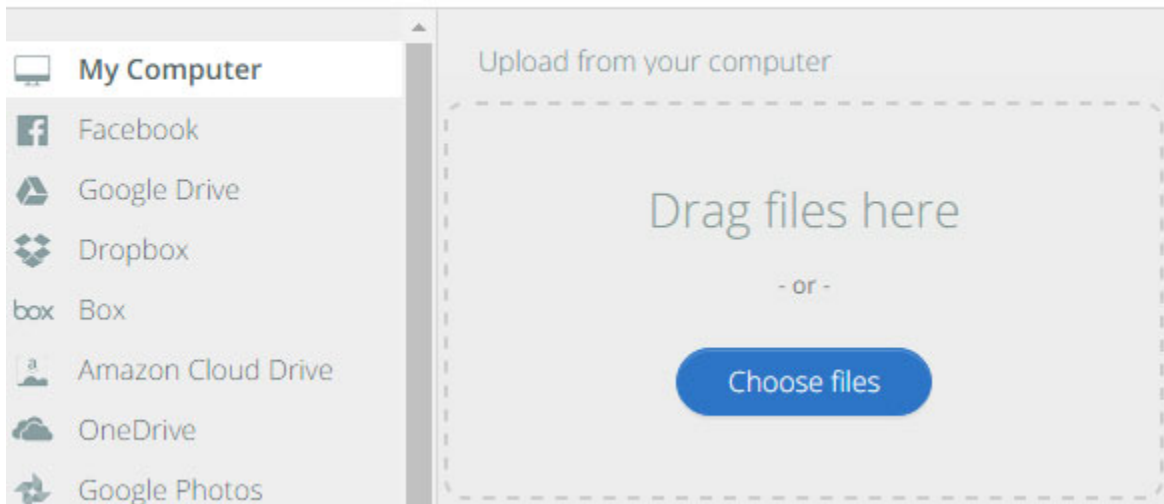 My Computer
Facebook
Google Drive
Dropbox
box Box
a Amazon Cloud Drive
OneDrive
Google Photos
Upload from your computer
Drag files here
- or -
Choose files